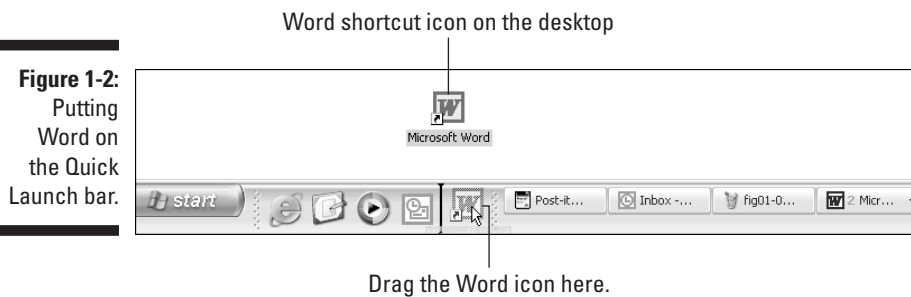 Word shortcut icon on the desktop
Figure 1-2:
Putting
Word on
the Quick
Launch bar.
Microsoft Word
start
Post-it...
Inbox -...
fig01-0...
2 Micr...
Drag the Word icon here.